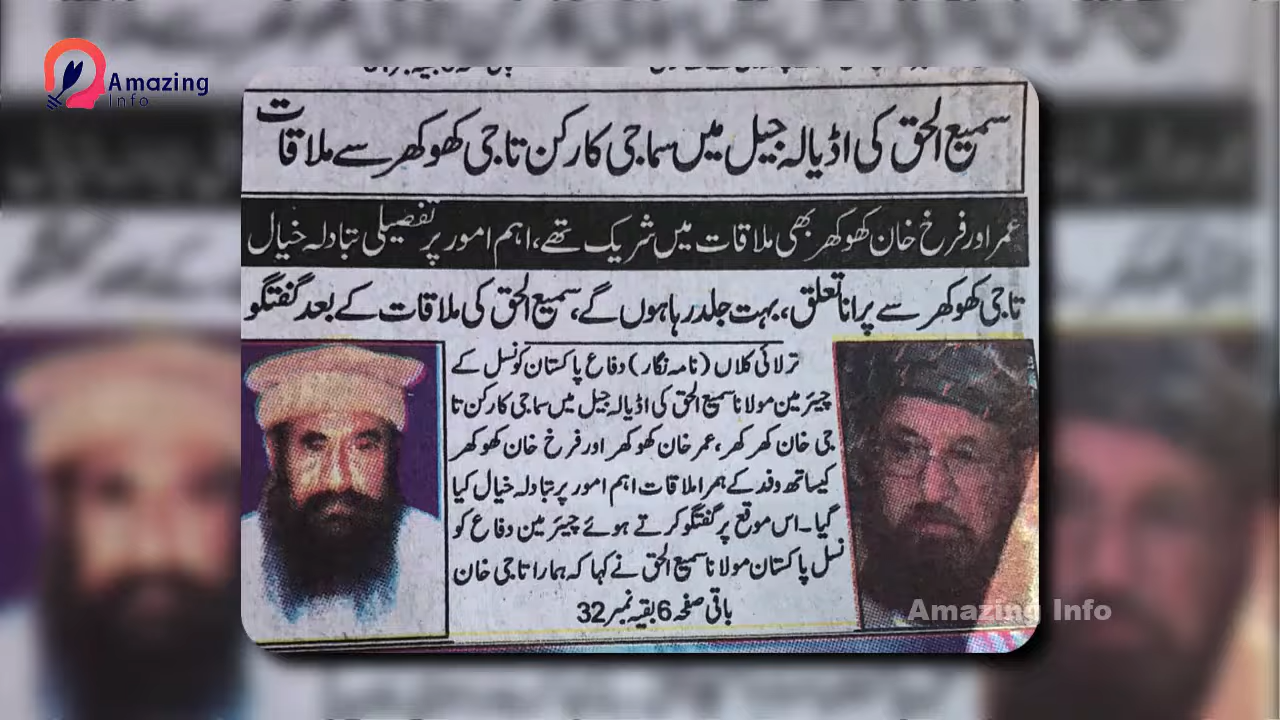 Amazing
Info
سمیع الحق کی اڈیالہ جیل میں سماجی کارکن تاجی کھوکھر سے ملاقات
عمر اور فرخ خان کھوکھر بھی ملاقات میں شریک تھے، اہم امور پر تفصیلی تبادلہ خیال
تاجی کھوکھر سے پرانا تعلق، بہت جلد رہا ہوں گے، سمیع الحق کی ملاقات کے بعد گفتگو
ترلائی کلاں (نامہ نگار) دفاع پاکستان کونسل کے
چیئرمین مولانا سمیع الحق کی اڈیالہ جیل میں سماجی کارکن تا
جی خان کھر کھر، عمر خان کھوکھر اور فرخ خان کھوکھر
کیساتھ وفد کے ہمرا ملاقات اہم امور پر تبادلہ خیال کیا
گیا۔ اس موقع پر گفتگو کرتے ہوئے چیئرمین دفاع کو
نسل پاکستان مولانا سمیع الحق نے کہا کہ ہمارا تاجی خان
باقی صفحہ 6 بقیہ نمبر 32
Amazing Info